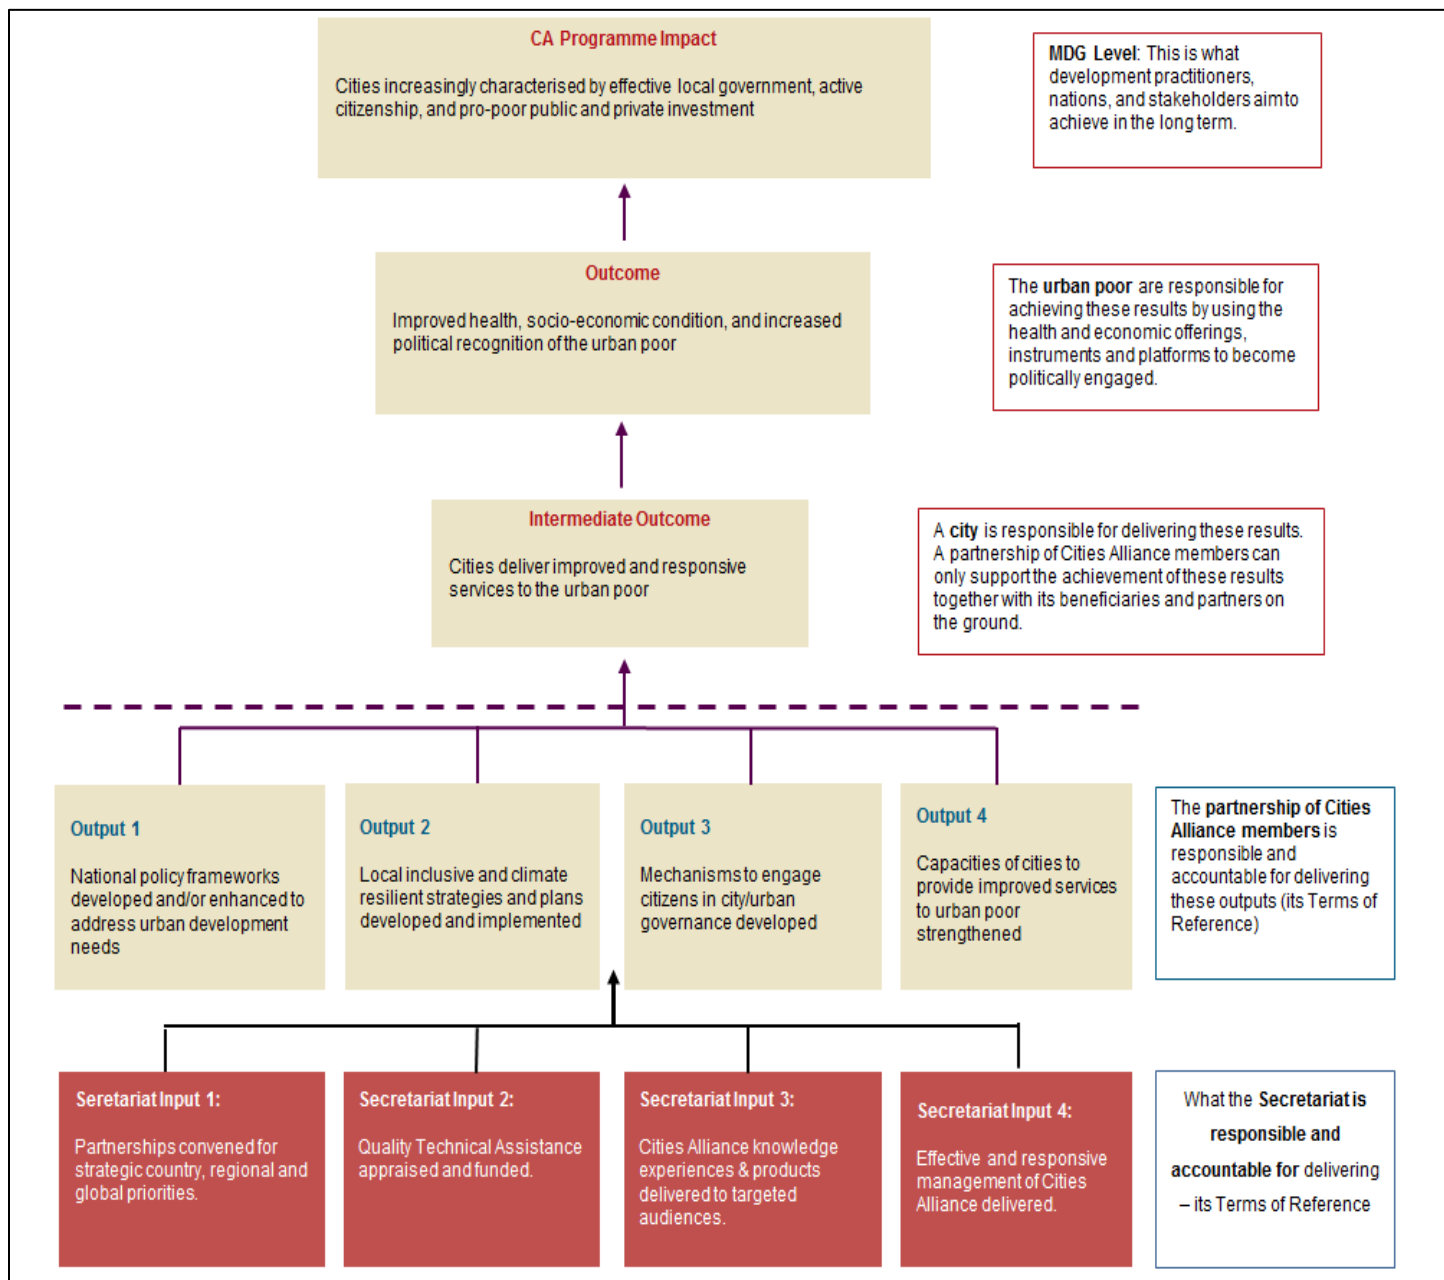 CA Programme Impact
Cities increasingly characterised by effective local government, active
citizenship, and pro-poor public and private investment
MDG Level: This is what
development practitioners,
nations, and stakeholders aim to
achieve in the long term.
Outcome
Improved health, socio-economic condition, and increased
political recognition of the urban poor
The urban poor are responsible for
achieving these results by using the
health and economic offerings,
instruments and platforms to become
politically engaged.
Intermediate Outcome
Cities deliver improved and responsive
services to the urban poor
A city is responsible for delivering these results.
A partnership of Cities Alliance members can
only support the achievement of these results
together with its beneficiaries and partners on
the ground.
Output 1
National policy frameworks
developed and/or enhanced to
address urban development
needs
Output 2
Local inclusive and climate
resilient strategies and plans
developed and implemented
Output 3
Mechanisms to engage
citizens in city/urban
governance developed
Output 4
Capacities of cities to
provide improved services
to urban poor
strengthened
The partnership of Cities
Alliance members is
responsible and
accountable for delivering
these outputs (its Terms of
Reference)
Seretariat Input 1:
Partnerships convened for
strategic country, regional and
global priorities.
Secretariat Input 2:
Quality Technical Assistance
appraised and funded.
Secretariat Input 3:
Cities Alliance knowledge
experiences & products
delivered to targeted
audiences.
Secretariat Input 4:
Effective and responsive
management of Cities
Alliance delivered.
What the Secretariat is
responsible and
accountable for delivering
– its Terms of Reference